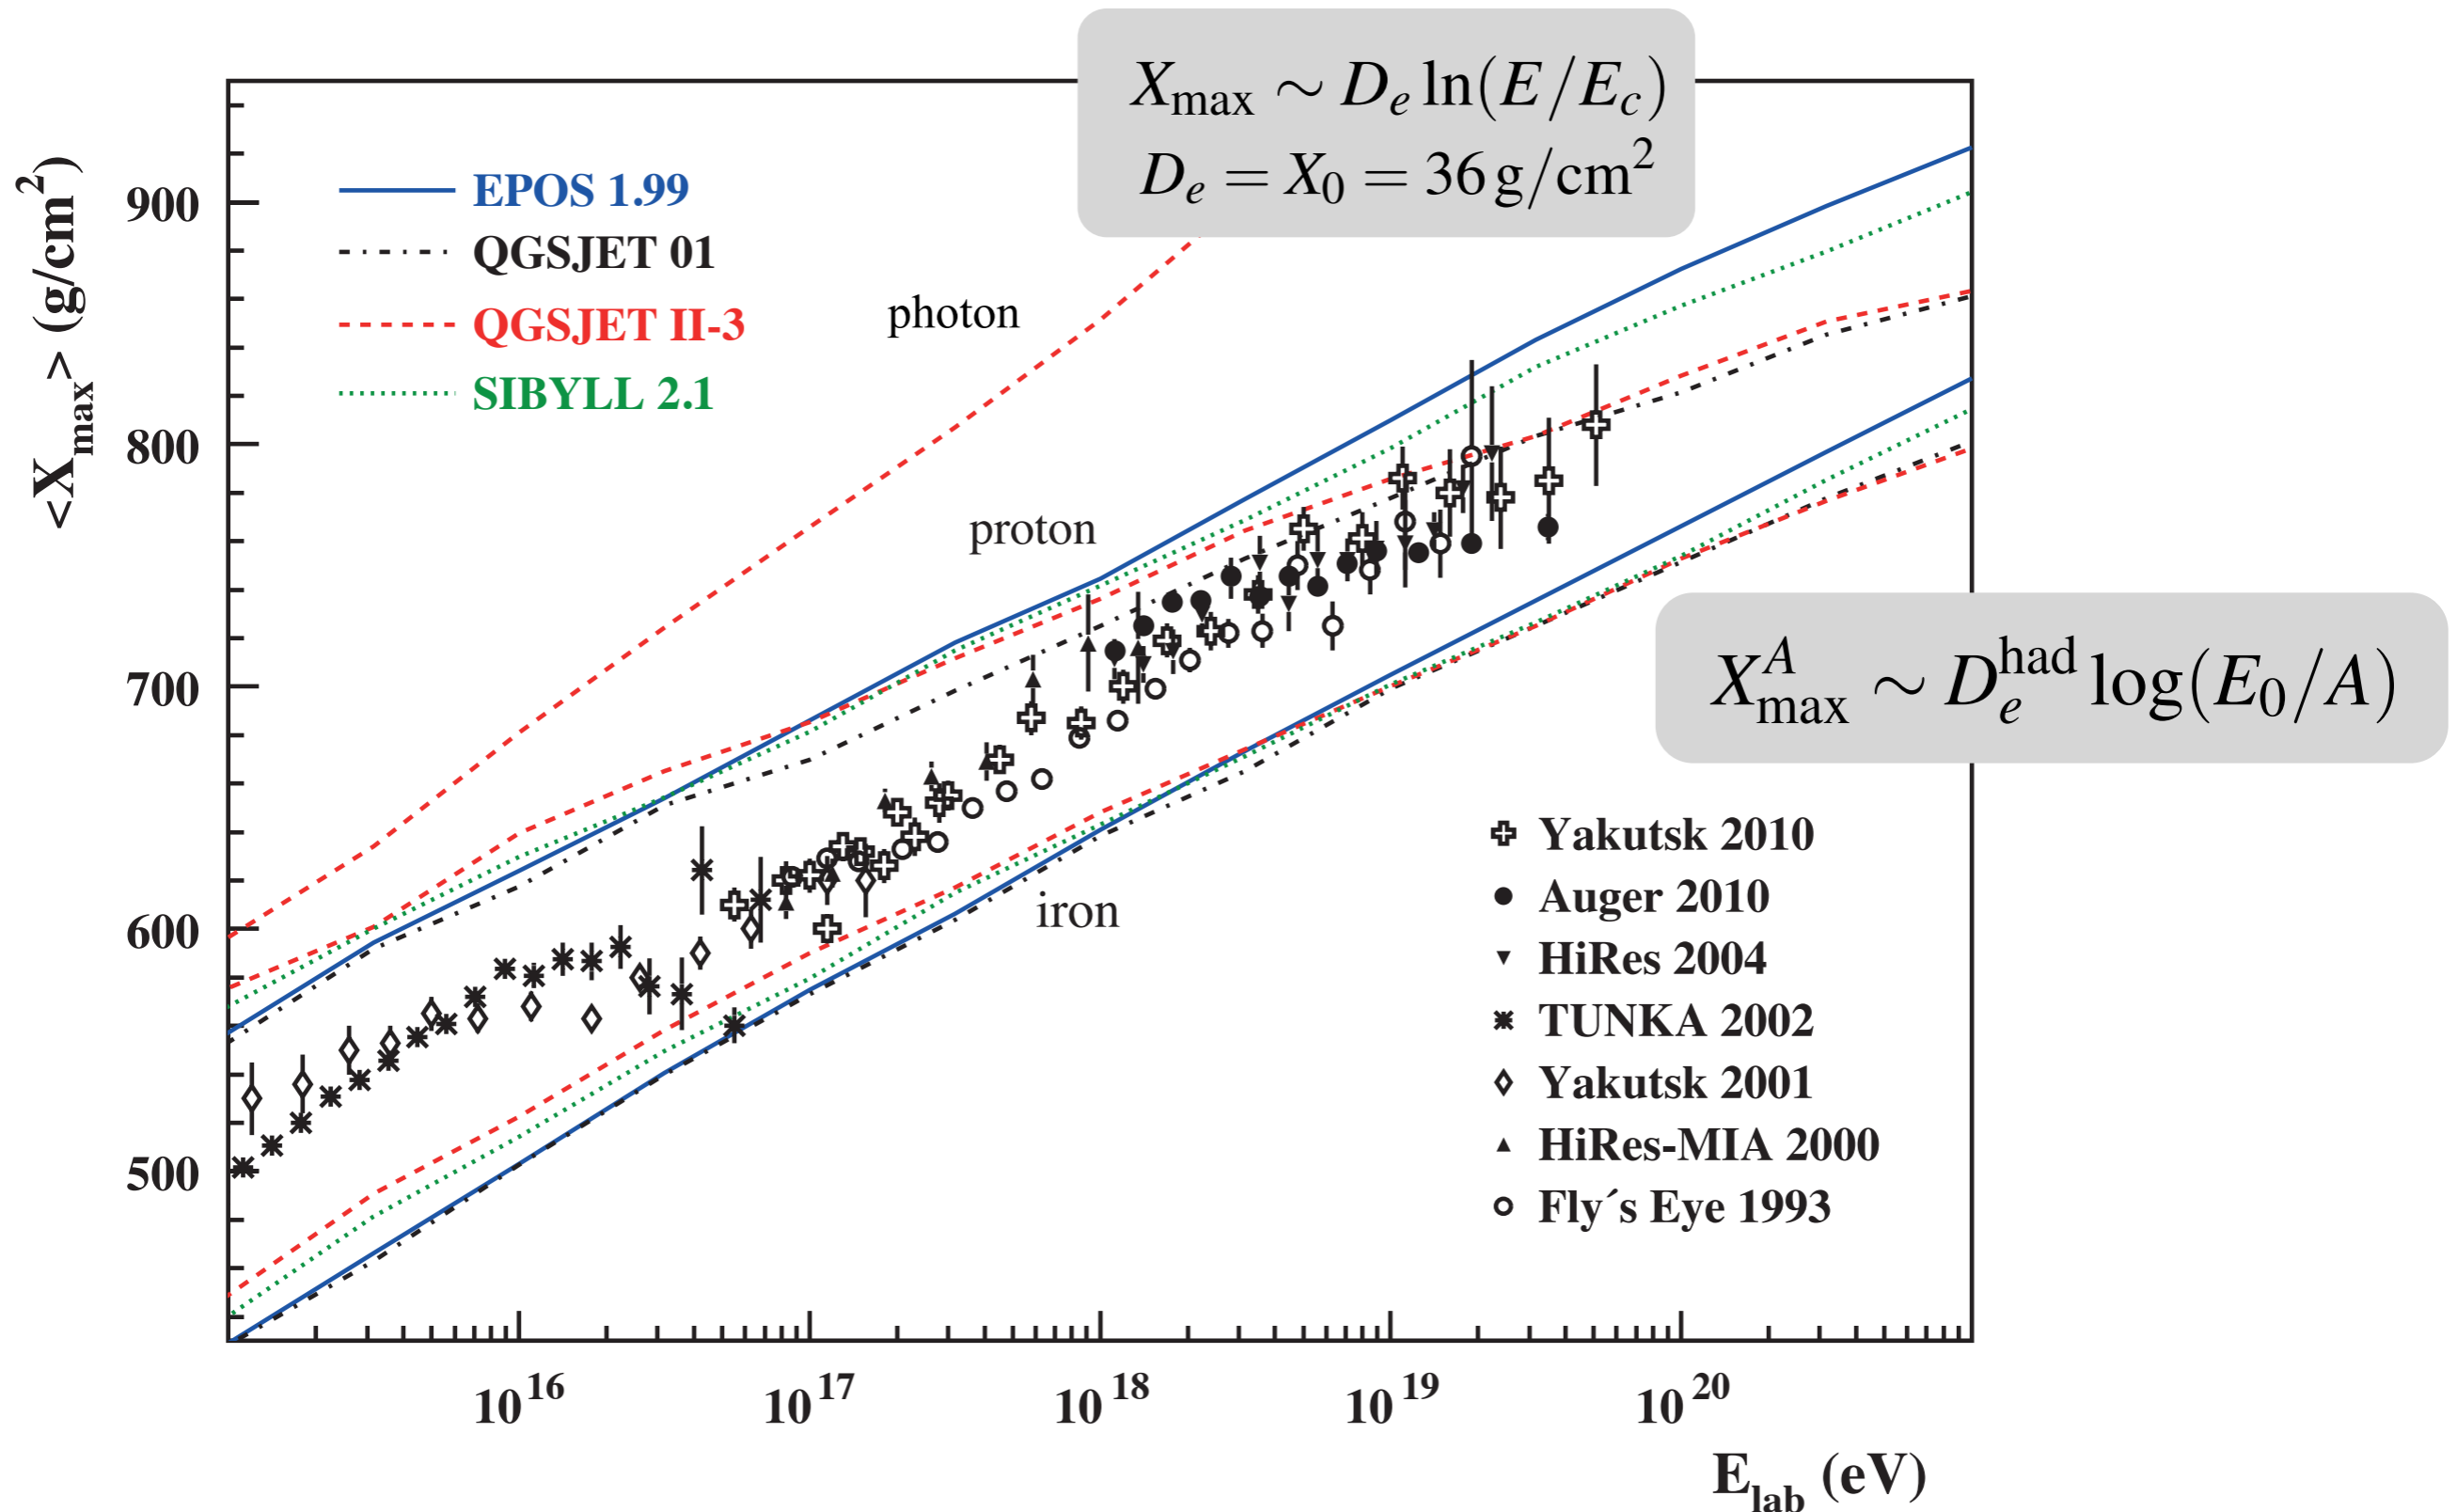 X_max ∼ D_e ln(E/E_c)
D_e = X_0 = 36 g/cm²
<X_max> (g/cm²)
900
800
700
600
500
EPOS 1.99
QGSJET 01
QGSJET II-3
SIBYLL 2.1
photon
proton
iron
X^A_max ∼ D_e^had log(E_0/A)
Yakutsk 2010
Auger 2010
HiRes 2004
TUNKA 2002
Yakutsk 2001
HiRes-MIA 2000
Fly´s Eye 1993
10^16 10^17 10^18 10^19 10^20
E_lab (eV)